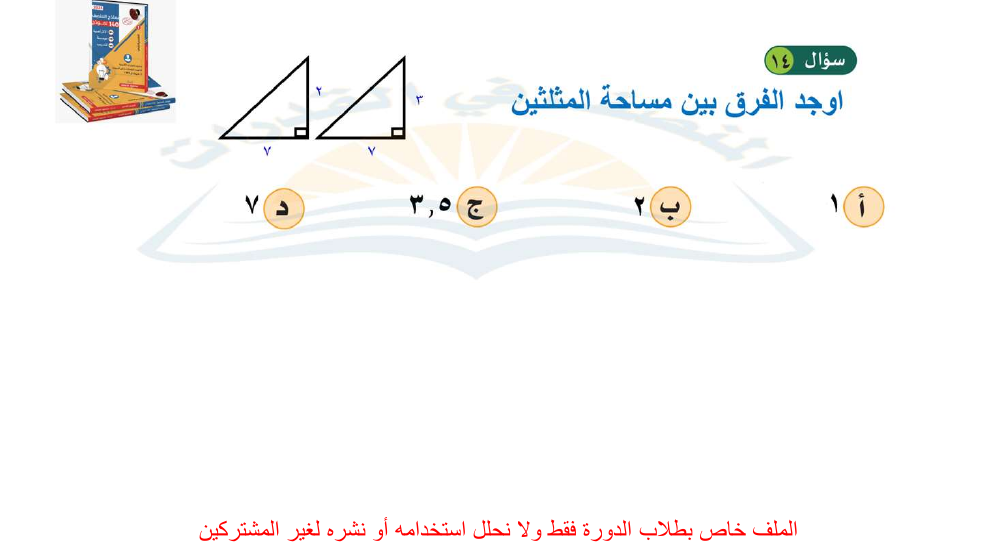 سؤال ١٤
اوجد الفرق بين مساحة المثلثين
٣
٢
٧
٧
أ ١
ب ٢
ج ٣,٥
د ٧
الملف خاص بطلاب الدورة فقط ولا نحلل استخدامه أو نشره لغير المشتركين